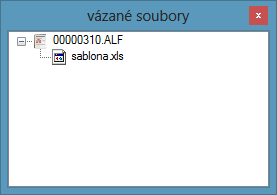 vázané soubory
x
00000310.ALF
sablona.xls